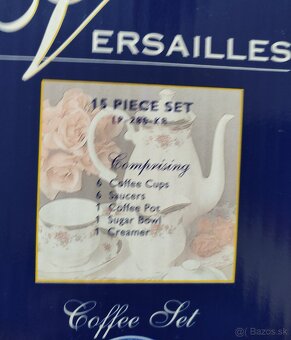 VERSAILLES
15 PIECE SET
Comprising
6 Coffee Cups
6 Saucers
1 Coffee Pot
1 Sugar Bowl
1 Creamer
Coffee Set
Bazos.sk